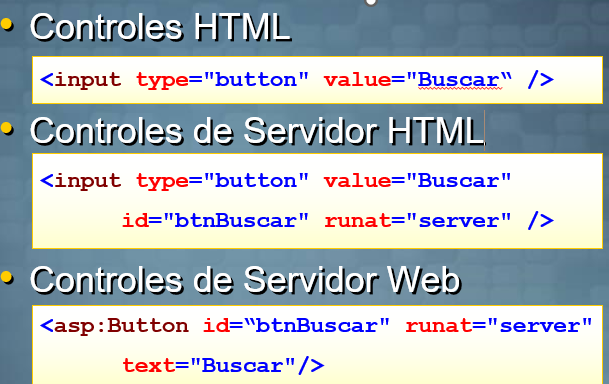 • Controles HTML
<input type="button" value="Buscar“ />
• Controles de Servidor HTML
<input type="button" value="Buscar"
id="btnBuscar" runat="server" />
• Controles de Servidor Web
<asp:Button id=“btnBuscar" runat="server"
text="Buscar"/>